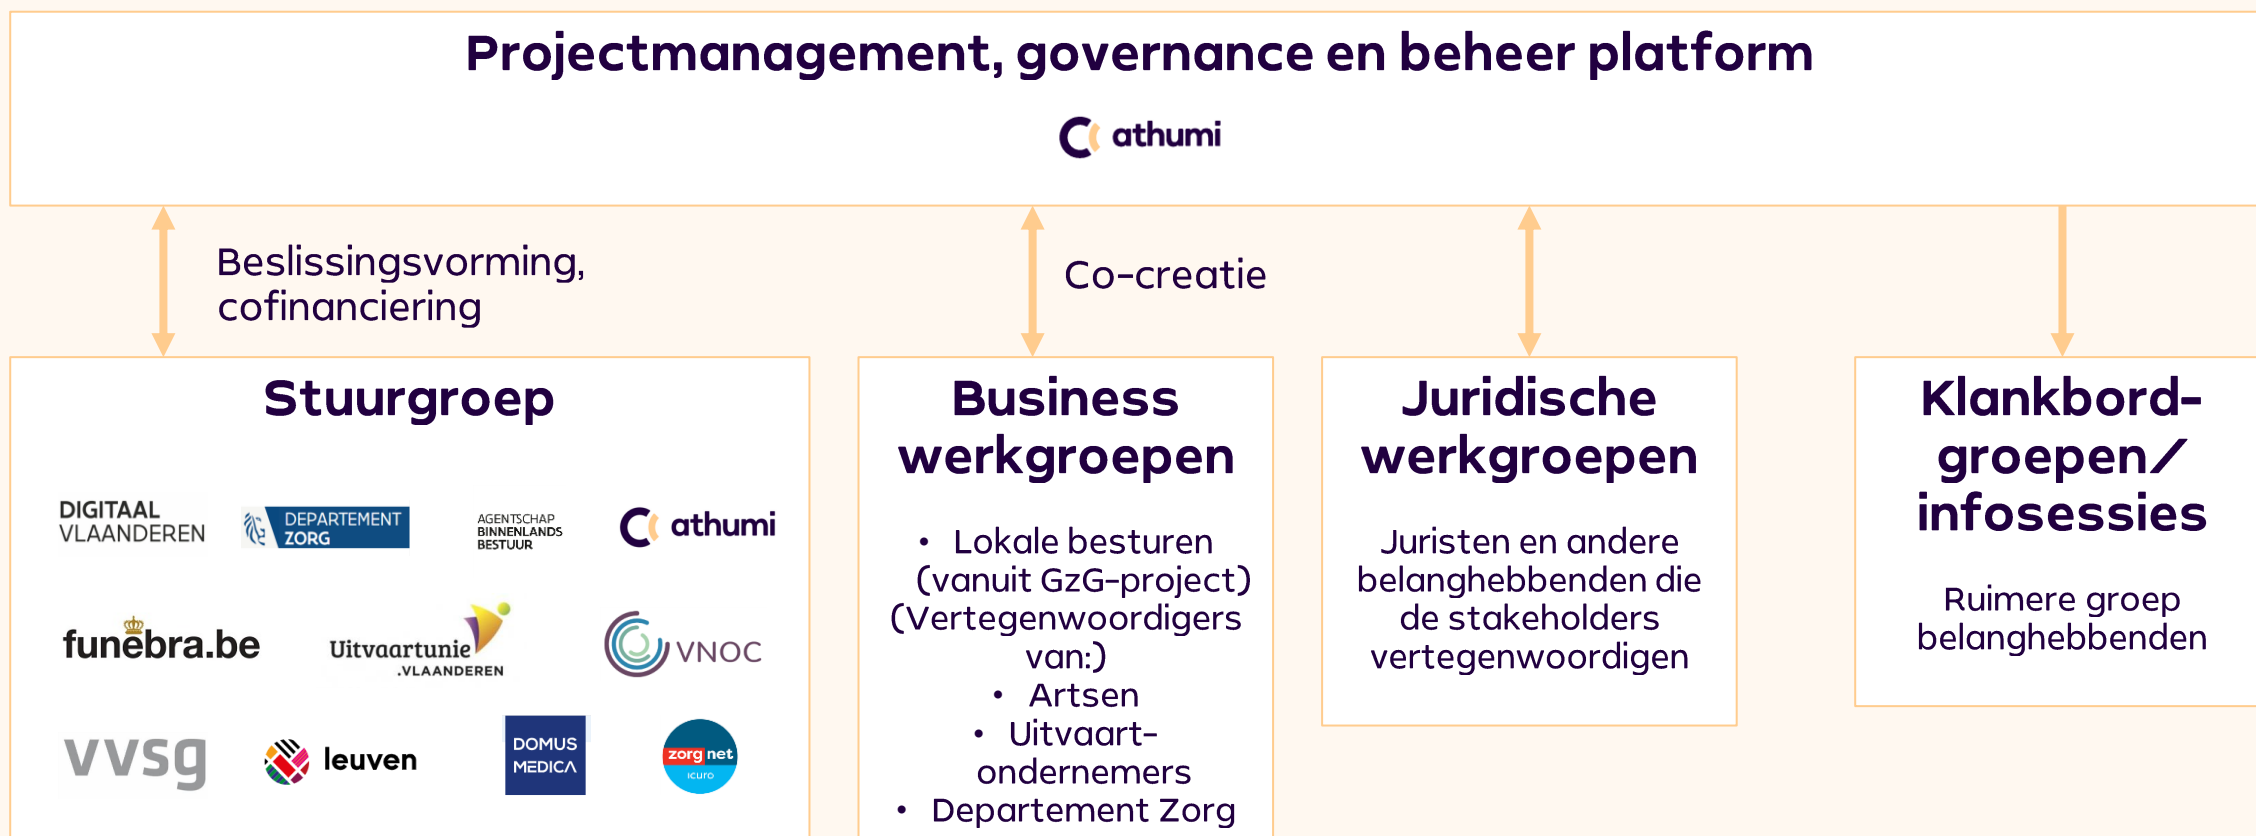 Projectmanagement, governance en beheer platform
athumi
Beslissingsvorming,
cofinanciering
Co-creatie
Stuurgroep
DIGITAAL
VLAANDEREN
DEPARTEMENT
ZORG
AGENTSCHAP
BINNENLANDS
BESTUUR
athumi
funebra.be
Uitvaartunie
.VLAANDEREN
VNOC
vvsg
leuven
DOMUS
MEDICA
zorg net
icuro
Business
werkgroepen
• Lokale besturen
(vanuit GzG-project)
(Vertegenwoordigers
van:)
• Artsen
• Uitvaart-
ondernemers
• Departement Zorg
Juridische
werkgroepen
Juristen en andere
belanghebbenden die
de stakeholders
vertegenwoordigen
Klankbord-
groepen/
infosessies
Ruimere groep
belanghebbenden